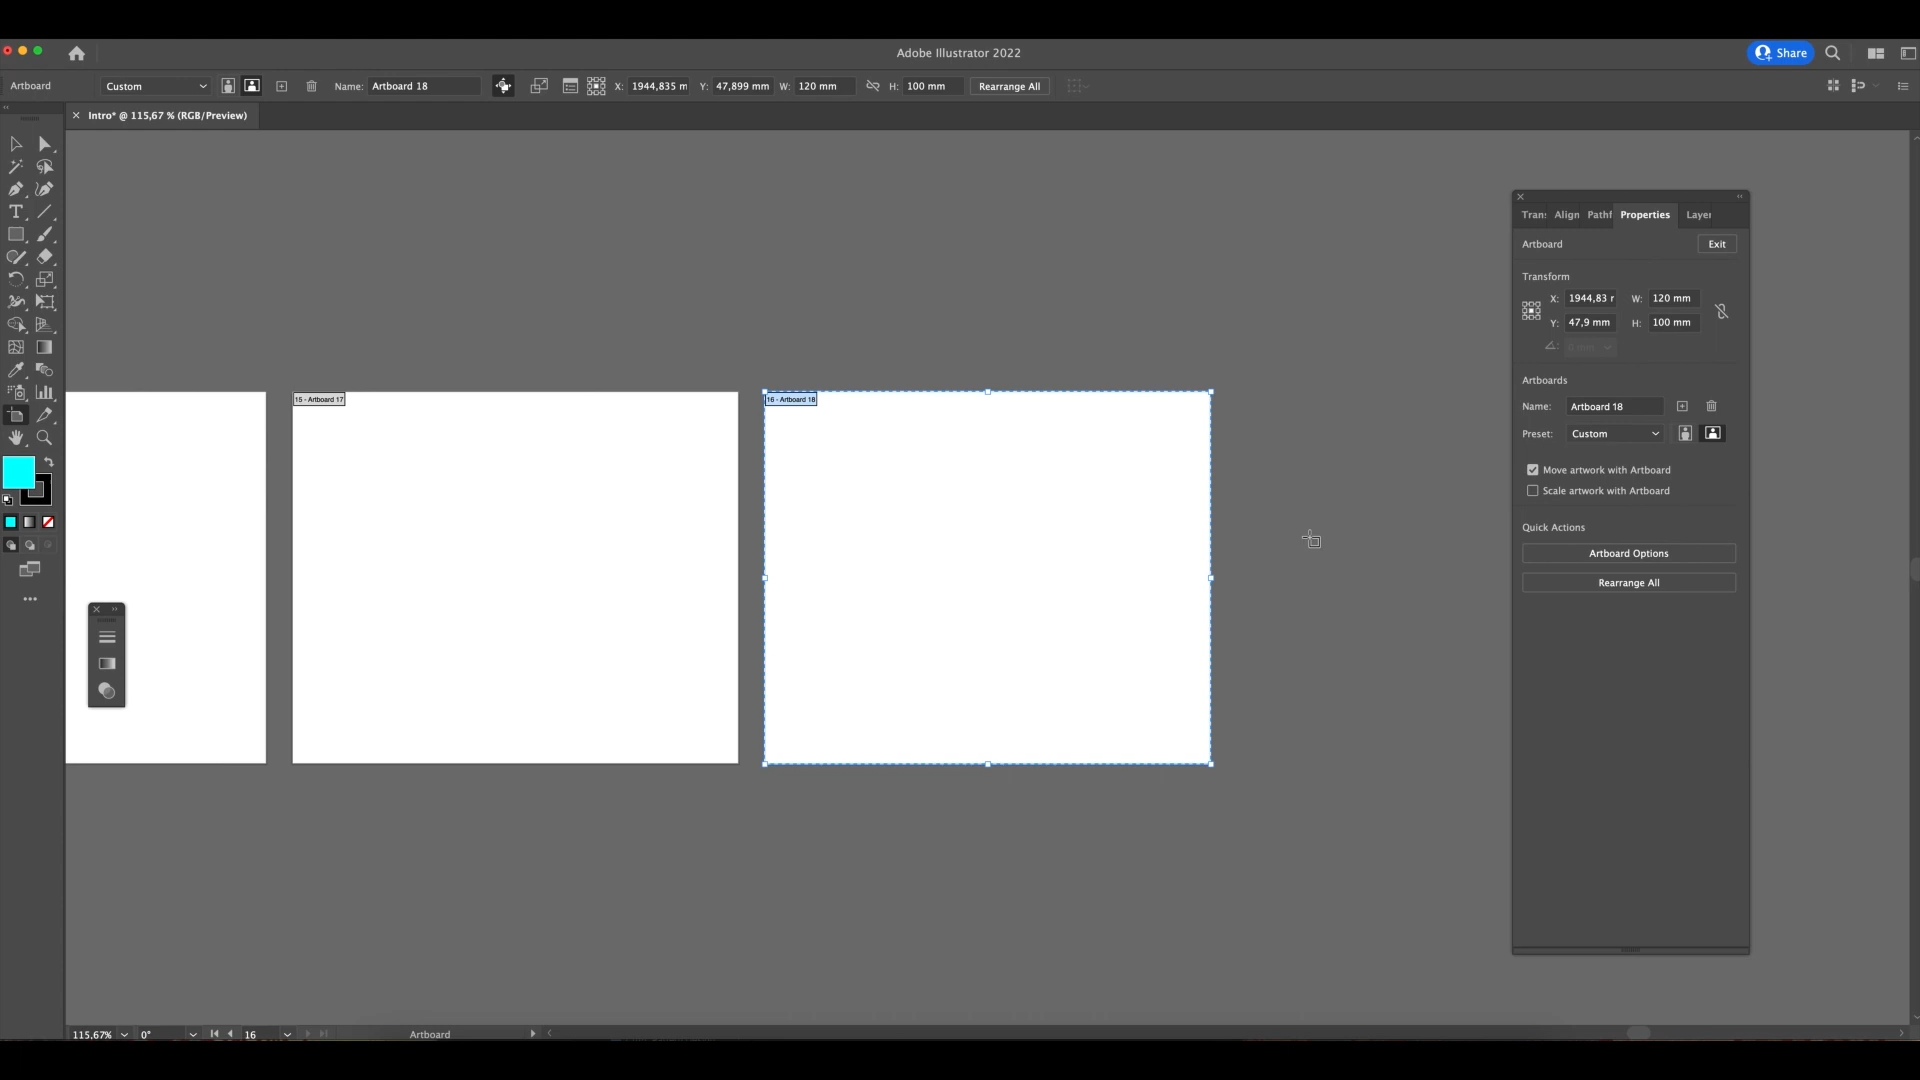 Adobe Illustrator 2022
Share
Artboard
Custom
Name: Artboard 18
X: 1944,835 m Y: 47,899 mm W: 120 mm H: 100 mm Rearrange All
× Intro* @ 115,67 % (RGB/Preview)
15 - Artboard 17
16 - Artboard 18
Align Properties
Artboard Exit
Transform
X: 1944,83 W: 120 mm
Y: 47,9 mm H: 100 mm
0 mm
Artboards
Name: Artboard 18
Preset: Custom
Move artwork with Artboard
Scale artwork with Artboard
Quick Actions
Artboard Options
Rearrange All
115,67% 0° 16 Artboard